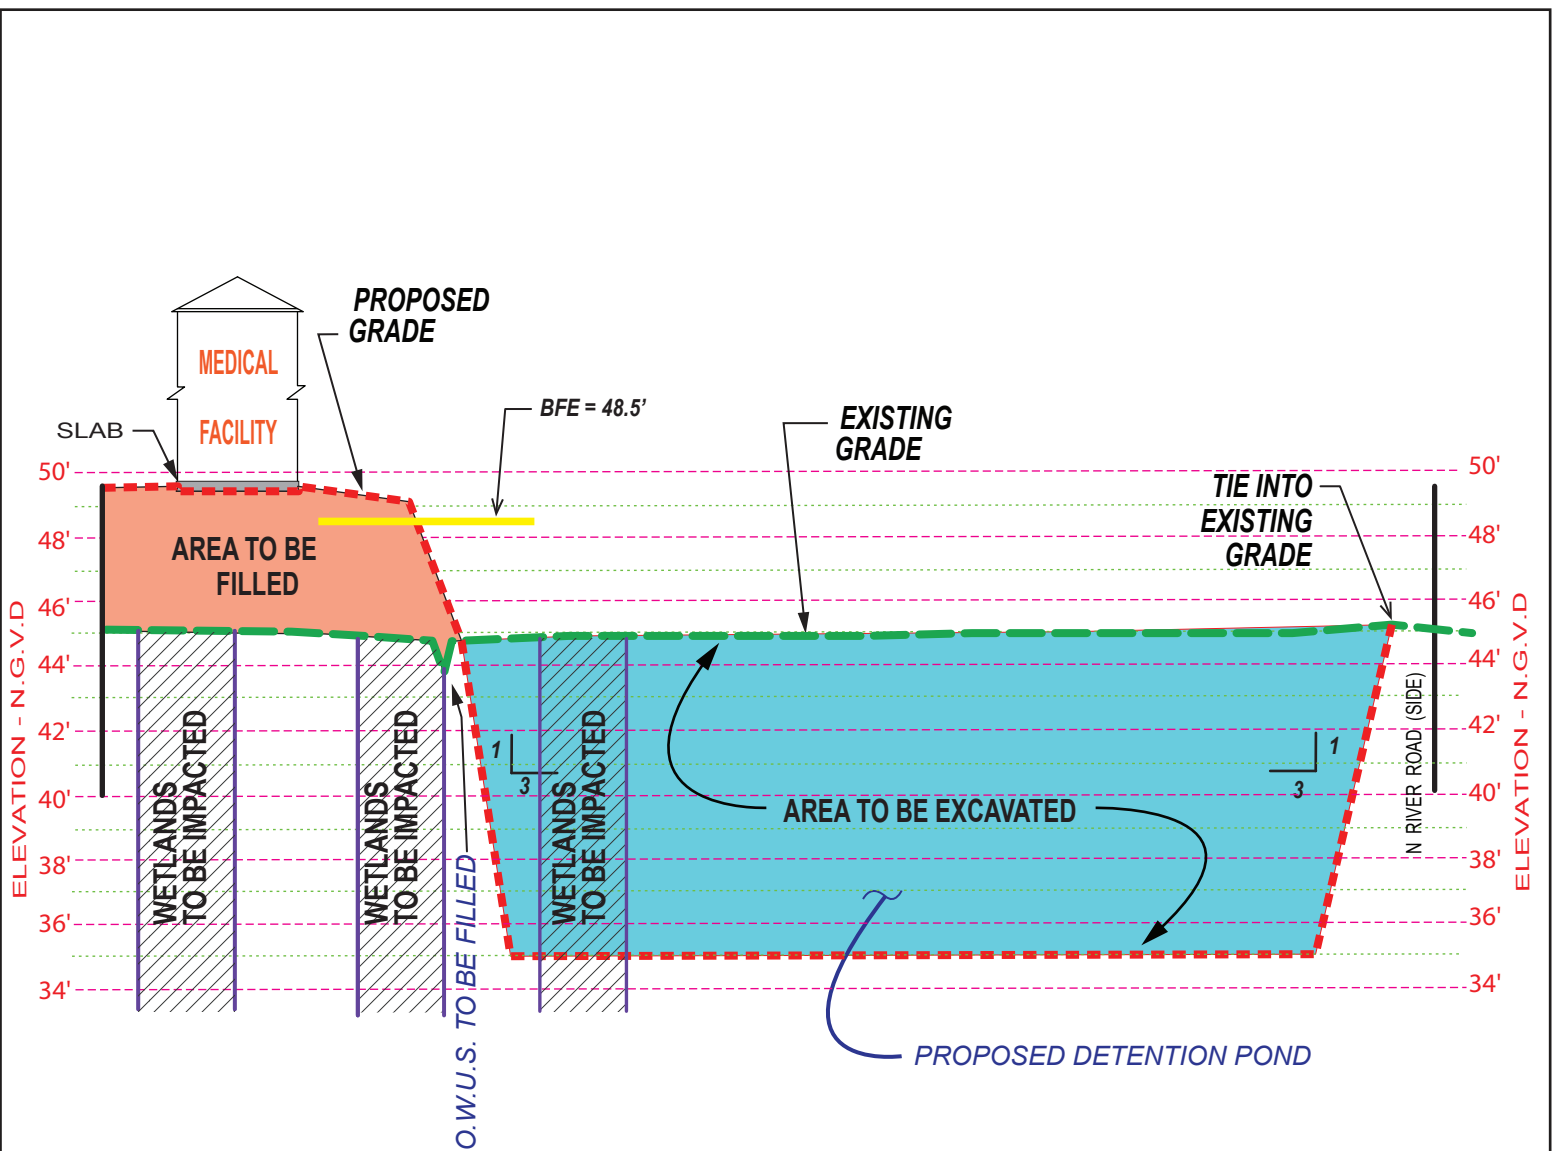 PROPOSED
GRADE
MEDICAL
FACILITY
BFE = 48.5’
EXISTING
GRADE
SLAB
50'
50'
TIE INTO
EXISTING
GRADE
48'
48'
AREA TO BE
FILLED
46'
46'
44'
44'
42'
42'
40'
40'
38'
38'
36'
36'
34'
34'
ELEVATION - N.G.V.D
ELEVATION - N.G.V.D
WETLANDS
TO BE IMPACTED
WETLANDS
TO BE IMPACTED
WETLANDS
TO BE IMPACTED
1
3
1
3
AREA TO BE EXCAVATED
N RIVER ROAD (SIDE)
O.W.U.S. TO BE FILLED
PROPOSED DETENTION POND